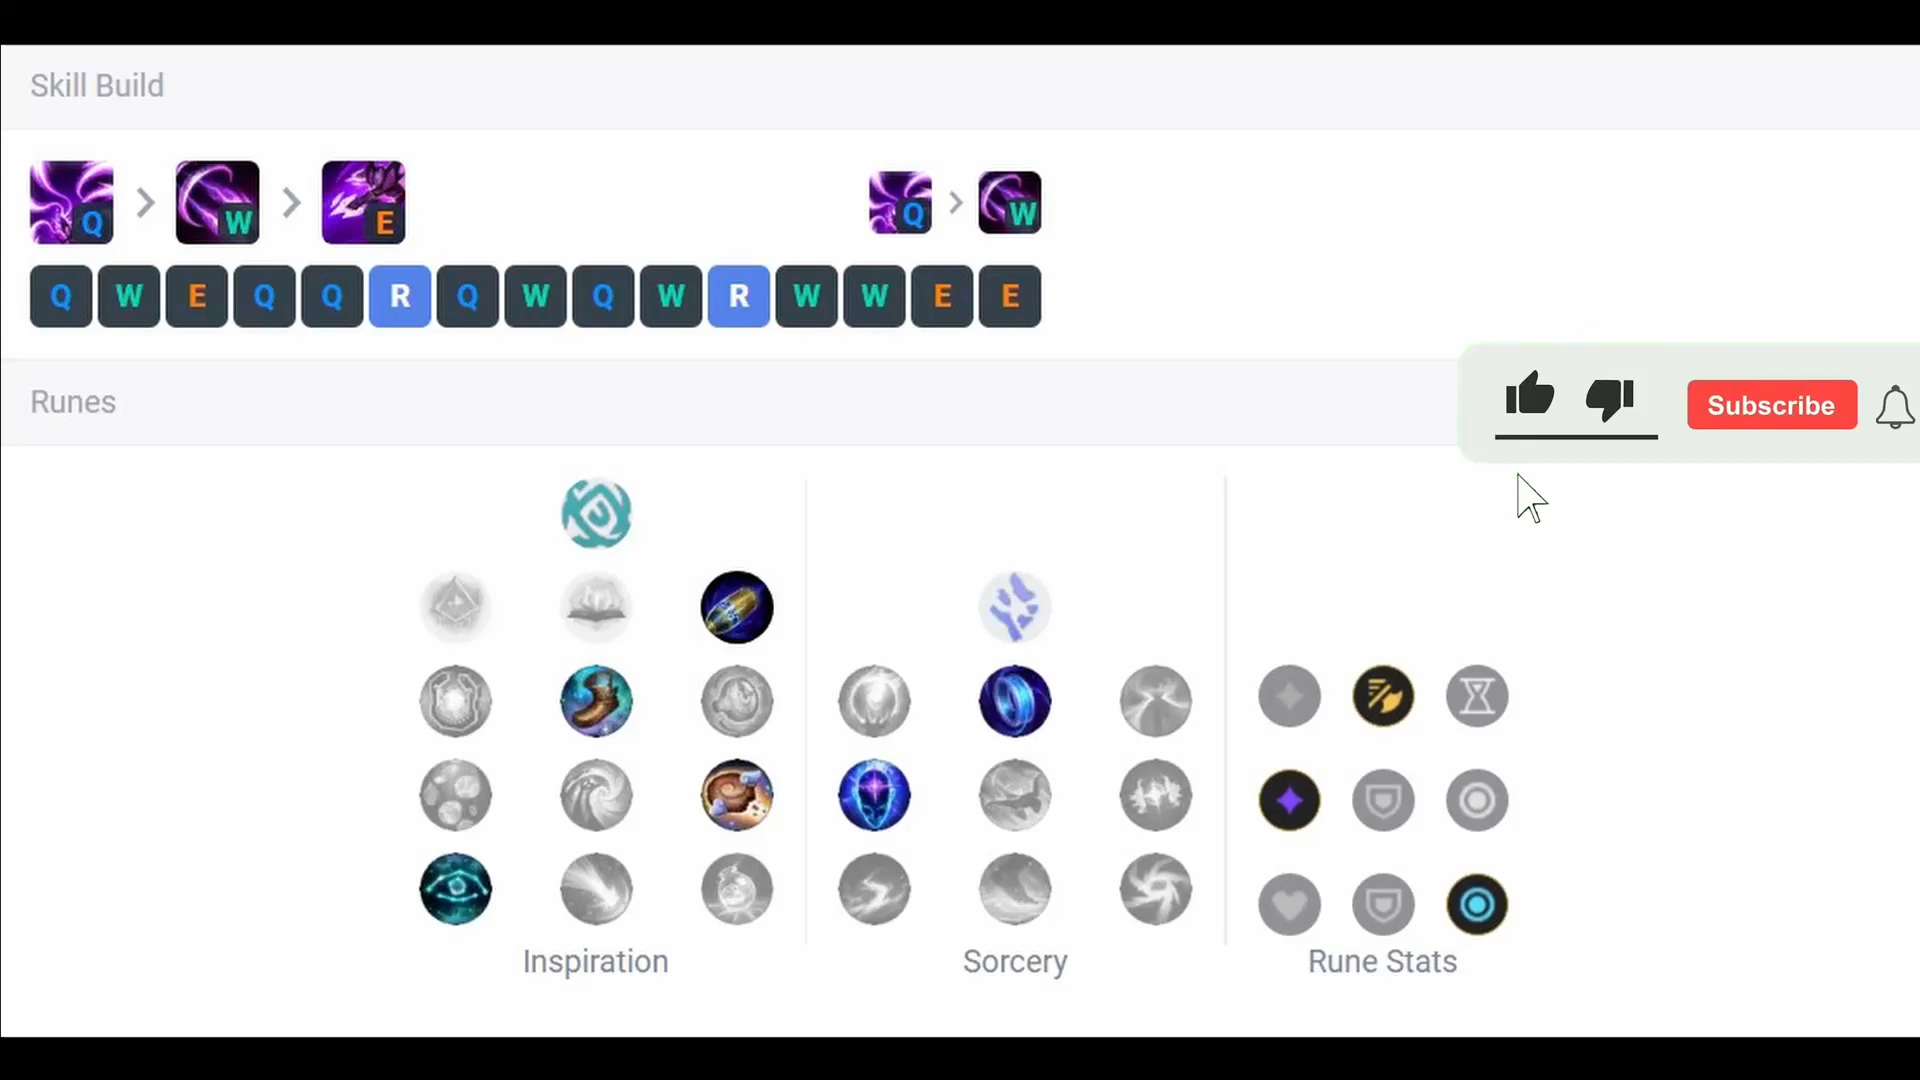 Skill Build
Q W E Q W
Q W E Q Q R Q W Q W R W W E E
Runes
Subscribe
Inspiration Sorcery Rune Stats